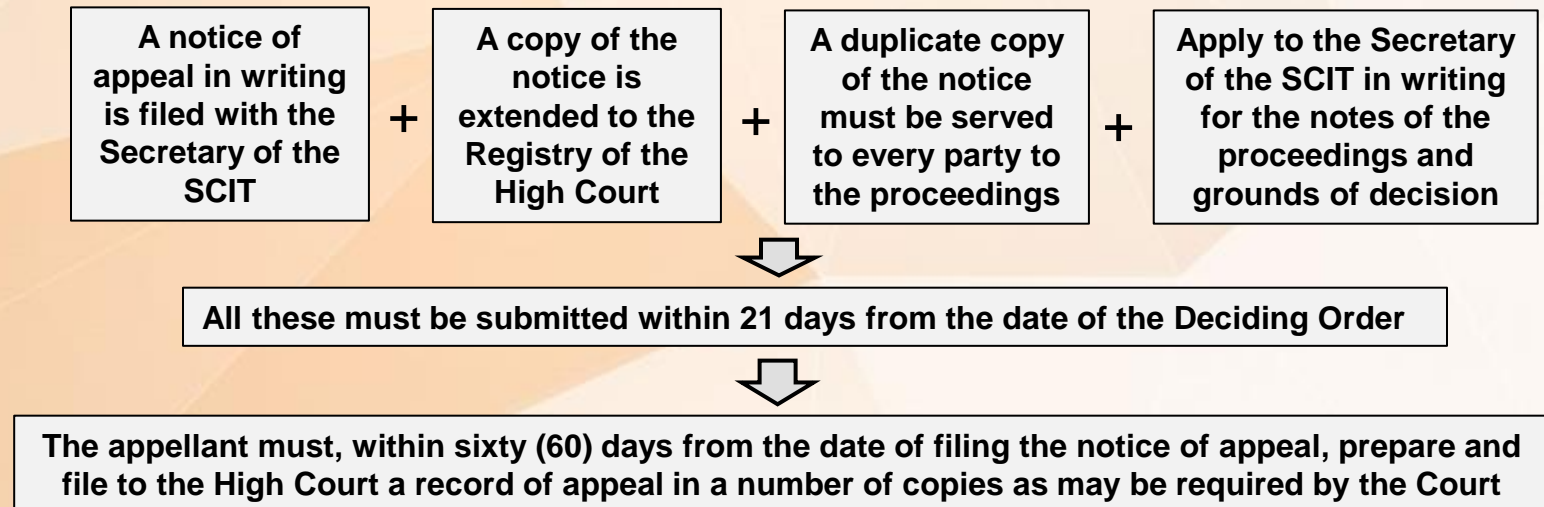 A notice of
appeal in writing
is filed with the
Secretary of the
SCIT
+
A copy of the
notice is
extended to the
Registry of the
High Court
+
A duplicate copy
of the notice
must be served
to every party to
the proceedings
+
Apply to the Secretary
of the SCIT in writing
for the notes of the
proceedings and
grounds of decision
All these must be submitted within 21 days from the date of the Deciding Order
The appellant must, within sixty (60) days from the date of filing the notice of appeal, prepare and
file to the High Court a record of appeal in a number of copies as may be required by the Court